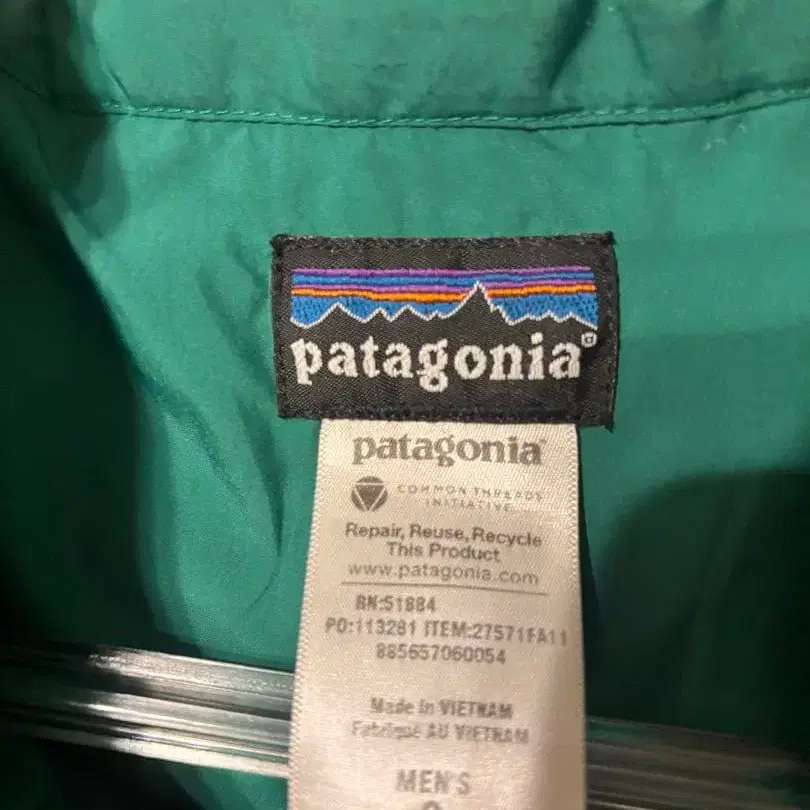 patagonia®
patagonia®
COMMON THREADS
INITIATIVE
Repair, Reuse, Recycle
This Product
www.patagonia.com
RN:51884
PO:113281 ITEM:27571FA11
885657060054
Made in VIETNAM
Fabriqué AU VIETNAM
MEN'S